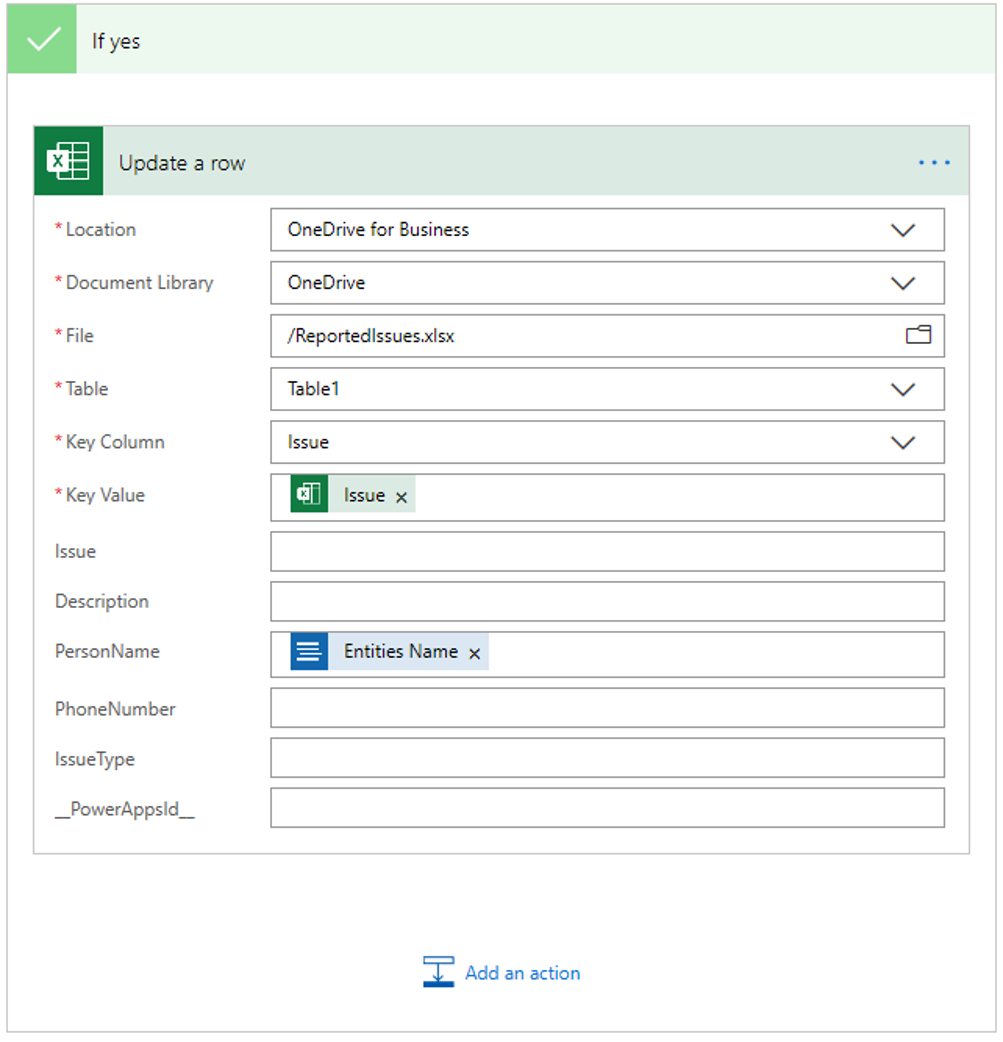 If yes
Update a row
* Location OneDrive for Business
* Document Library OneDrive
* File /ReportedIssues.xlsx
* Table Table1
* Key Column Issue
* Key Value Issue ×
Issue
Description
PersonName Entities Name ×
PhoneNumber
IssueType
__PowerAppsId__
Add an action